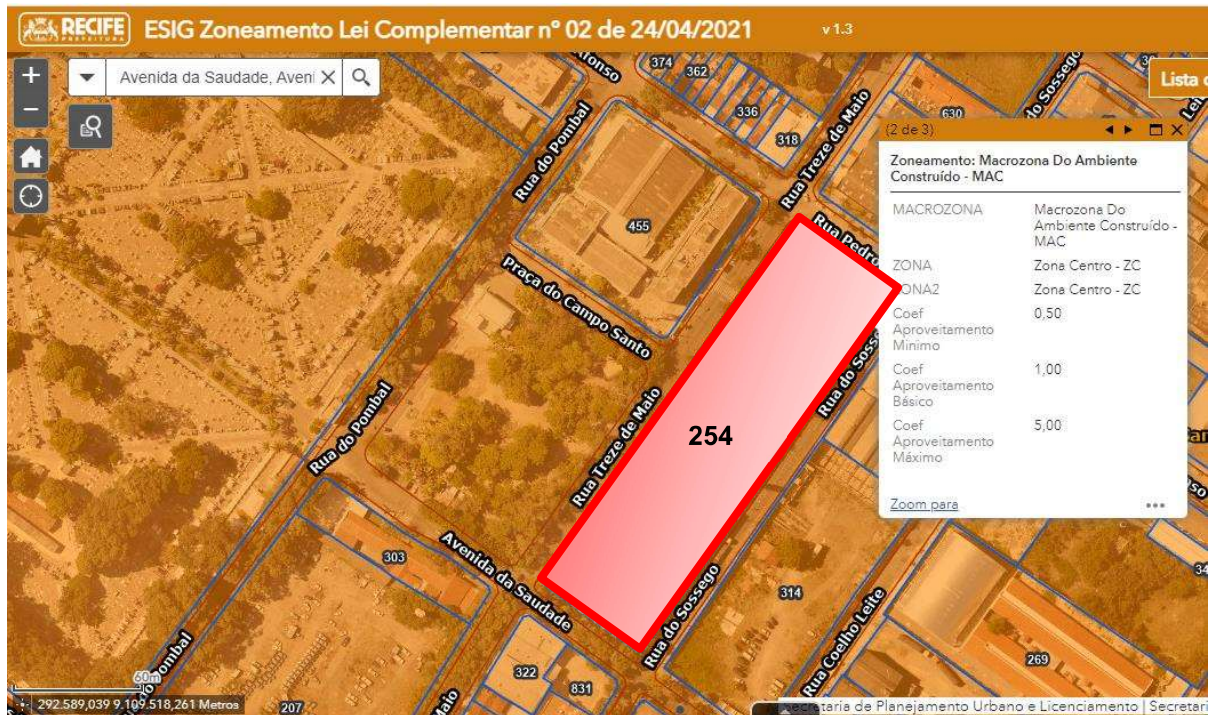 RECIFE
PREFEITURA
ESIG Zoneamento Lei Complementar nº 02 de 24/04/2021
v 1.3
+
Avenida da Saudade, Aveni
−
Lista
(2 de 3)
Zoneamento: Macrozona Do Ambiente
Construído - MAC
MACROZONA Macrozona Do
Ambiente Construído -
MAC
ZONA Zona Centro - ZC
ZONA2 Zona Centro - ZC
Coef 0,50
Aproveitamento
Minimo
Coef 1,00
Aproveitamento
Básico
Coef 5,00
Aproveitamento
Máximo
Zoom para
•••
374
362
336
318
630
Rua do Pombal
Rua Treze de Maio
Sossego
455
Rua Pedro
Praça do Campo Santo
Rua do Pombal
Rua Treze de Maio
254
Rua do Sosse
303
Avenida da Saudade
Rua do Sossego
314
Rua Coelho Leite
269
322
831
207
60m
292.589,039 9.109.518,261 Metros
Secretaria de Planejamento Urbano e Licenciamento | Secretari